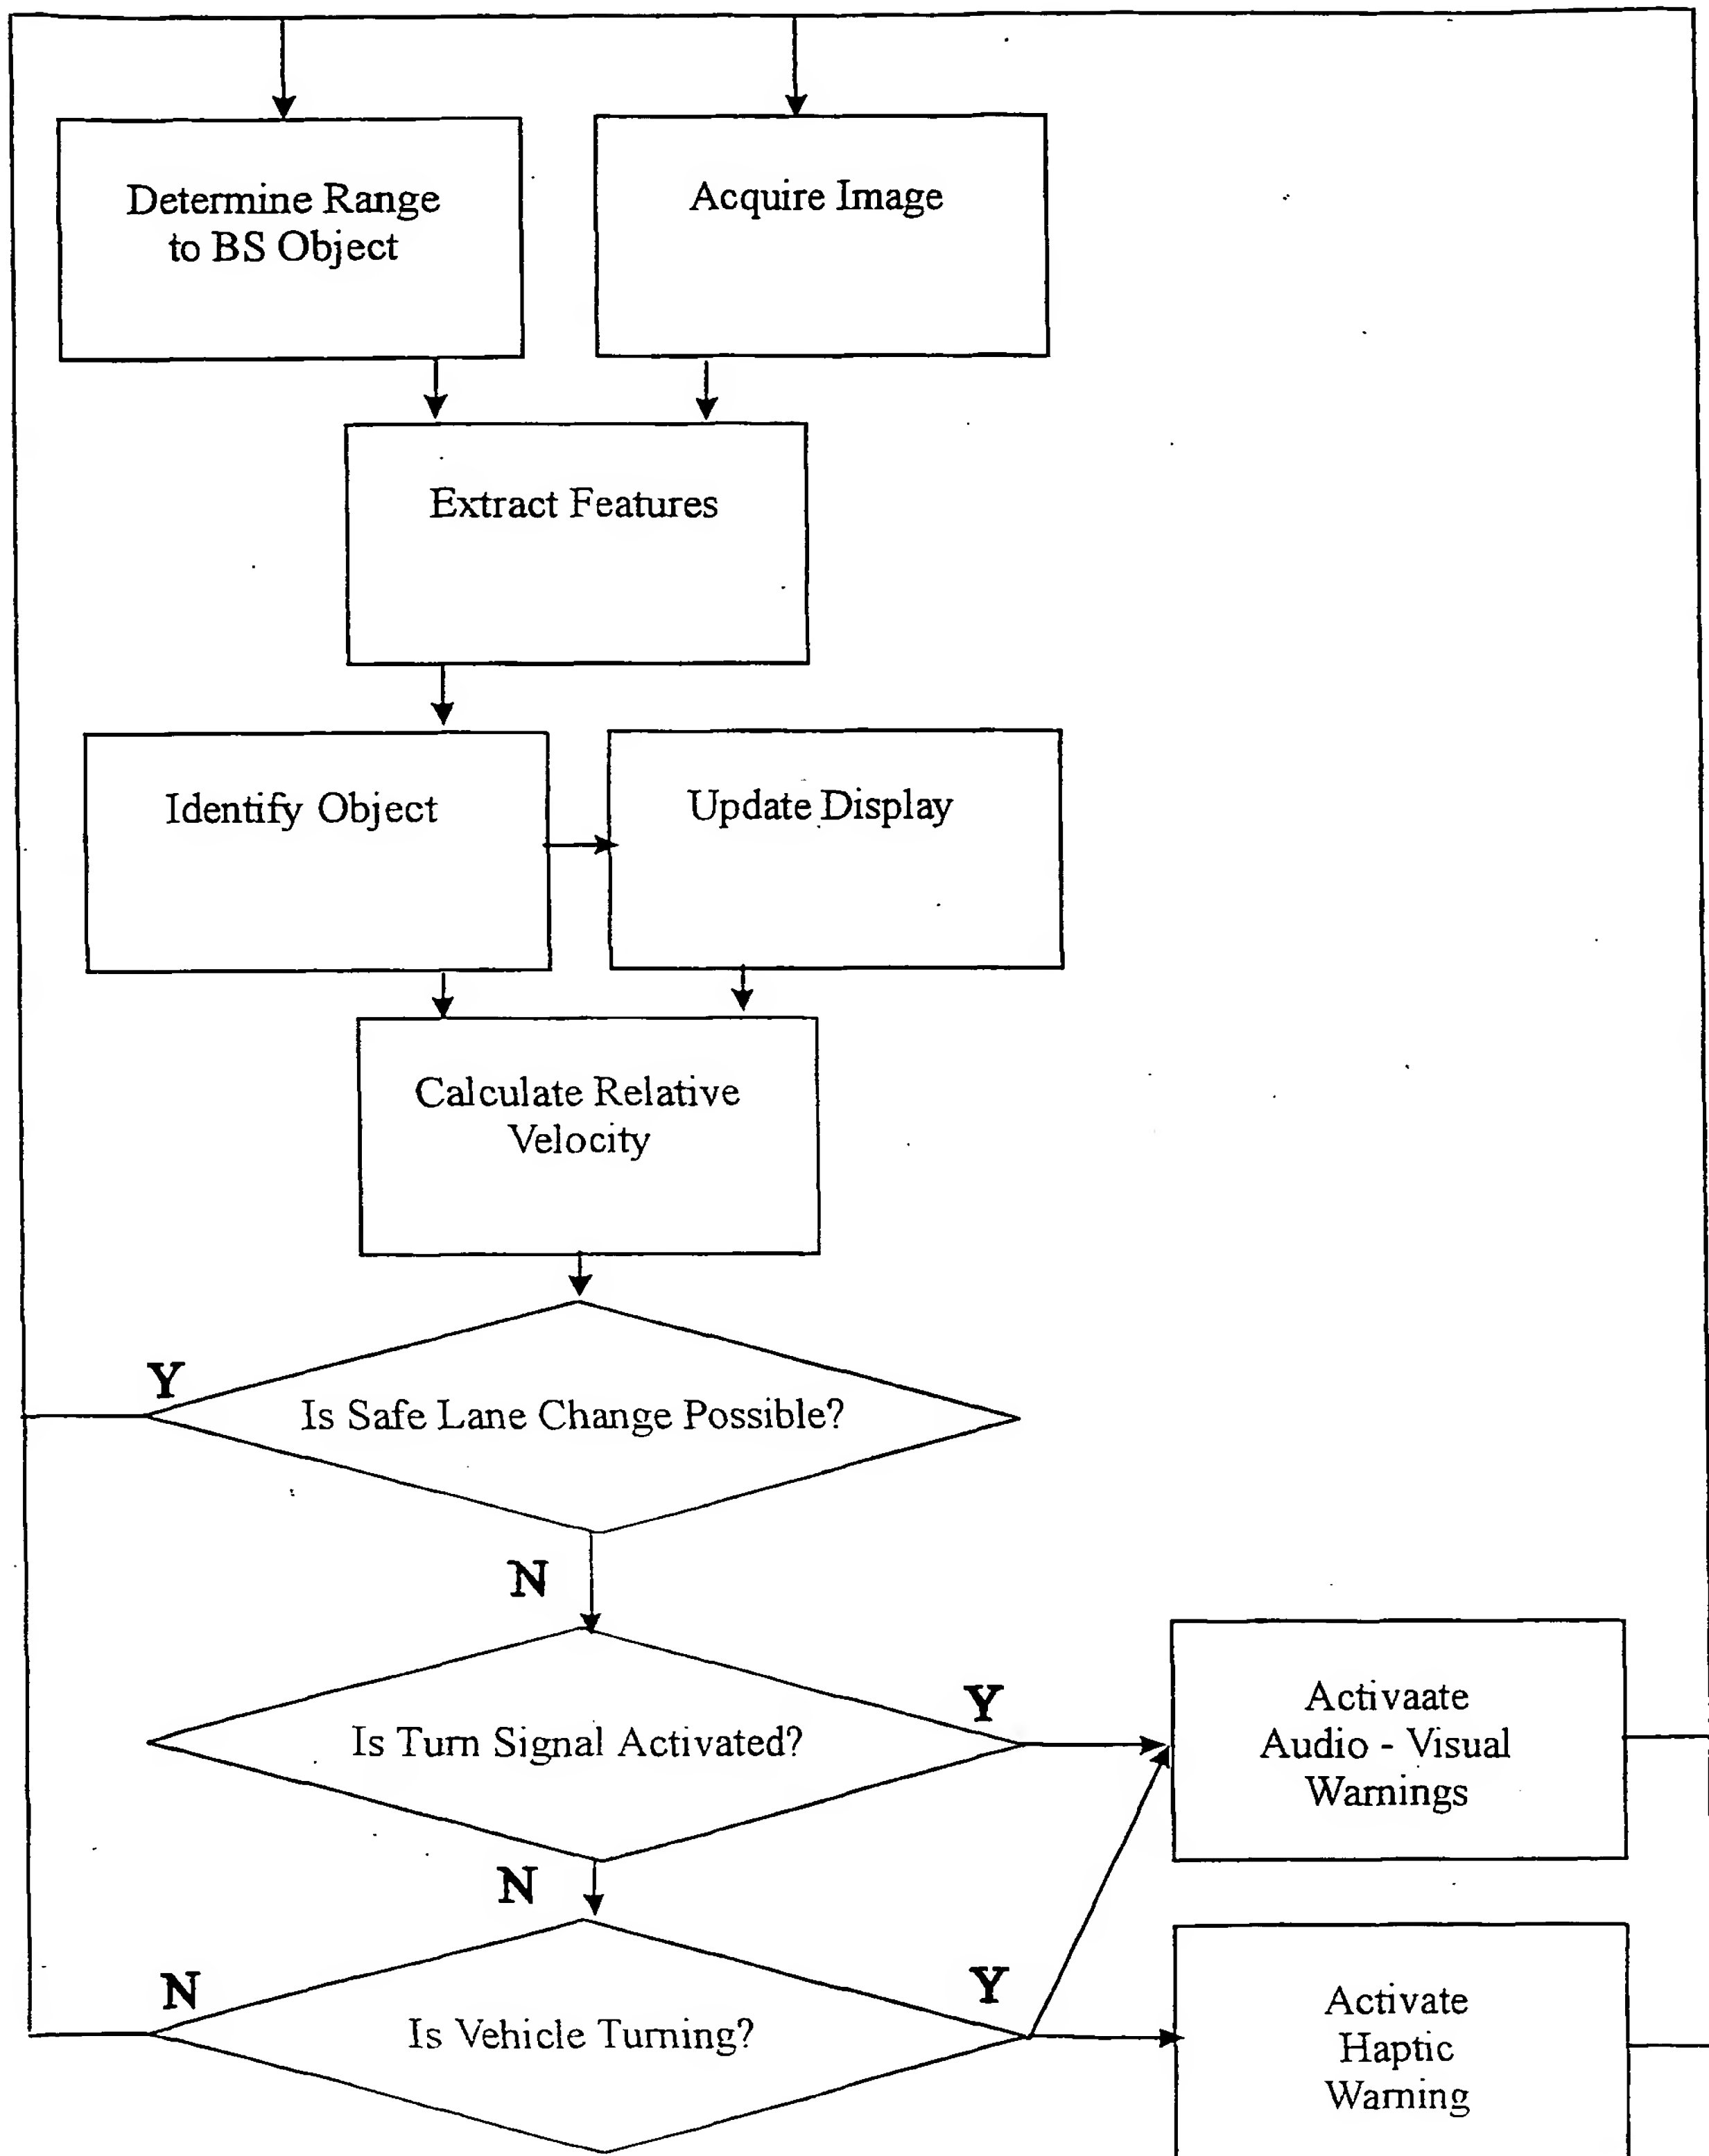 Determine Range
to BS Object
Acquire Image
Extract Features
Identify Object
Update Display
Calculate Relative
Velocity
Y
Is Safe Lane Change Possible?
N
Y
Is Turn Signal Activated?
Activaate
Audio - Visual
Warnings
N
N
Y
Is Vehicle Turning?
Activate
Haptic
Warning